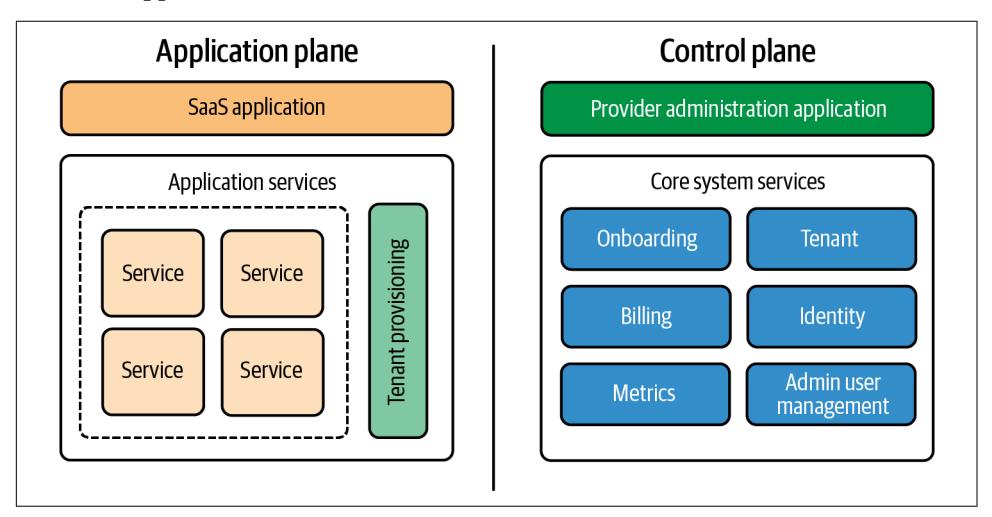 Application plane
SaaS application
Application services
Service
Service
Service
Service
Tenant provisioning
Control plane
Provider administration application
Core system services
Onboarding
Tenant
Billing
Identity
Metrics
Admin user
management